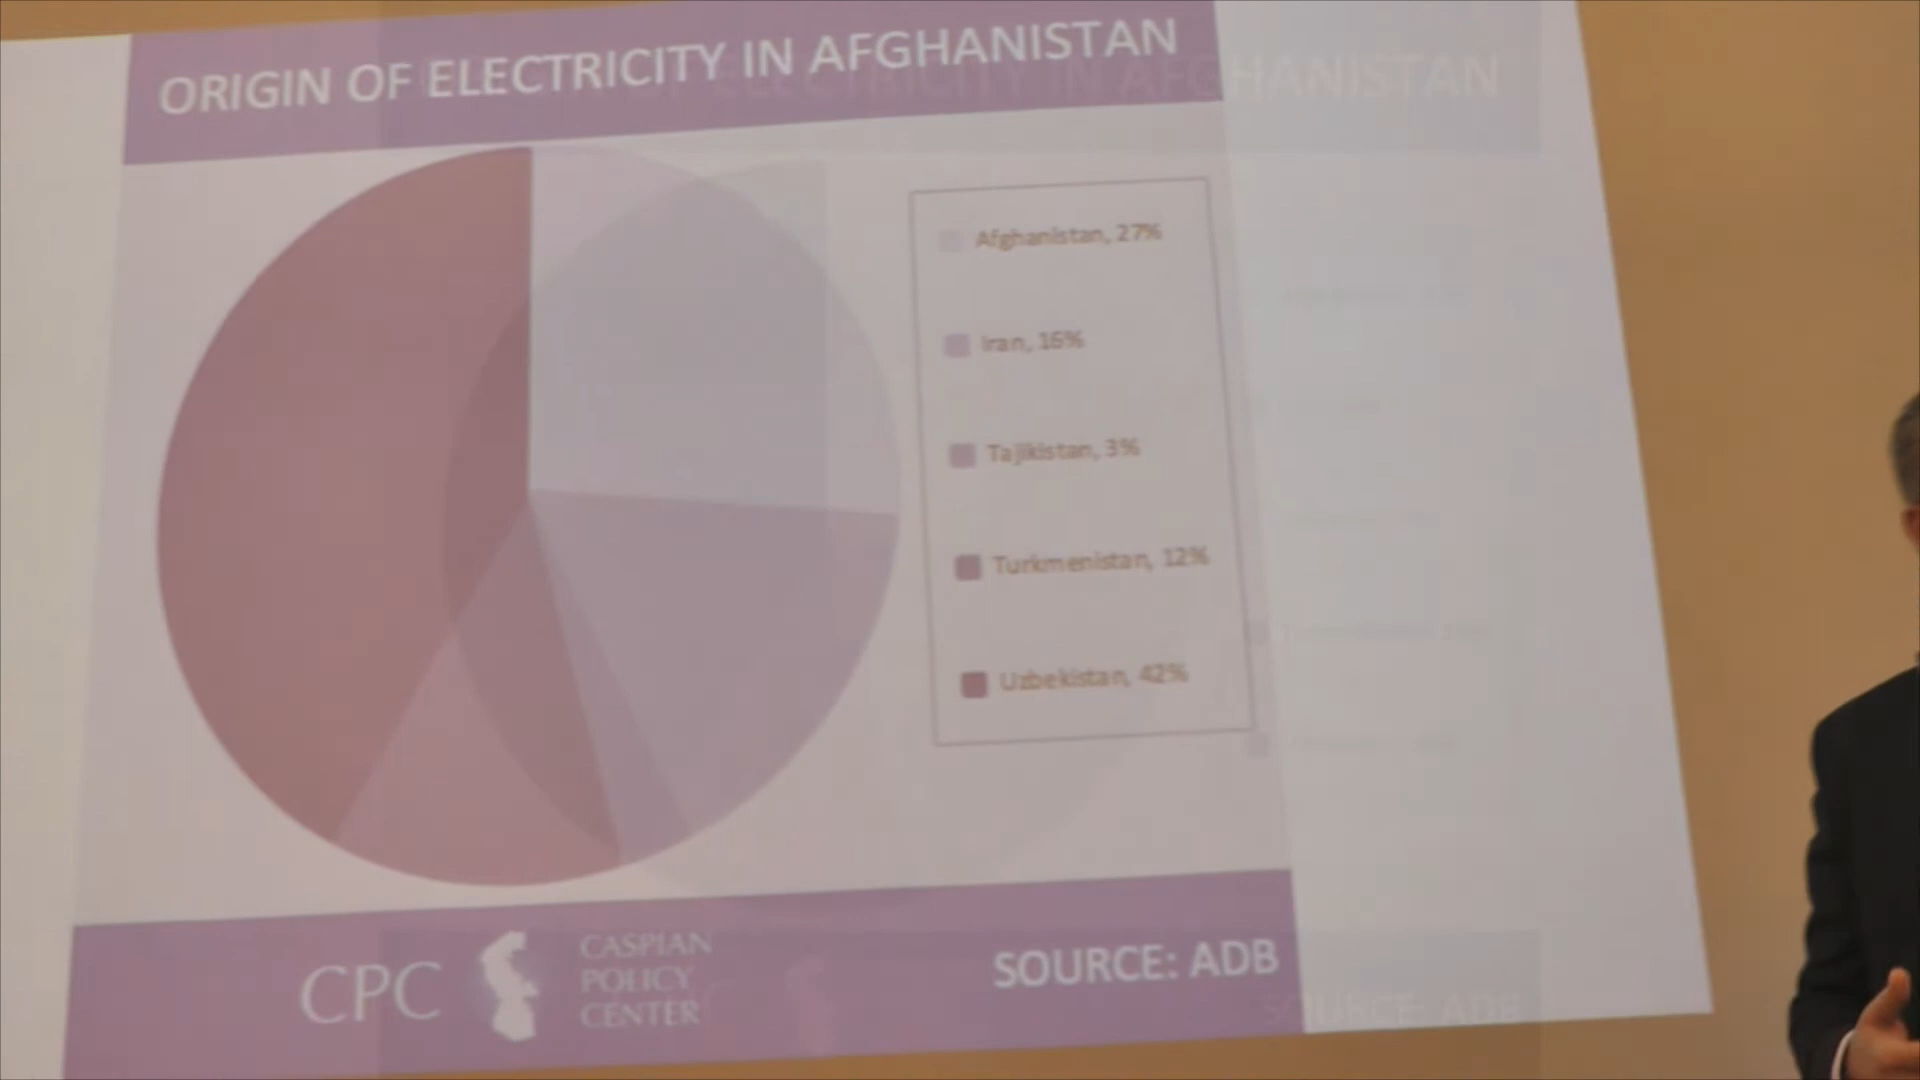 ORIGIN OF ELECTRICITY IN AFGHANISTAN
Afghanistan, 27%
Iran, 16%
Tajikistan, 3%
Turkmenistan, 12%
Uzbekistan, 42%
CPC
CASPIAN
POLICY
CENTER
SOURCE: ADB